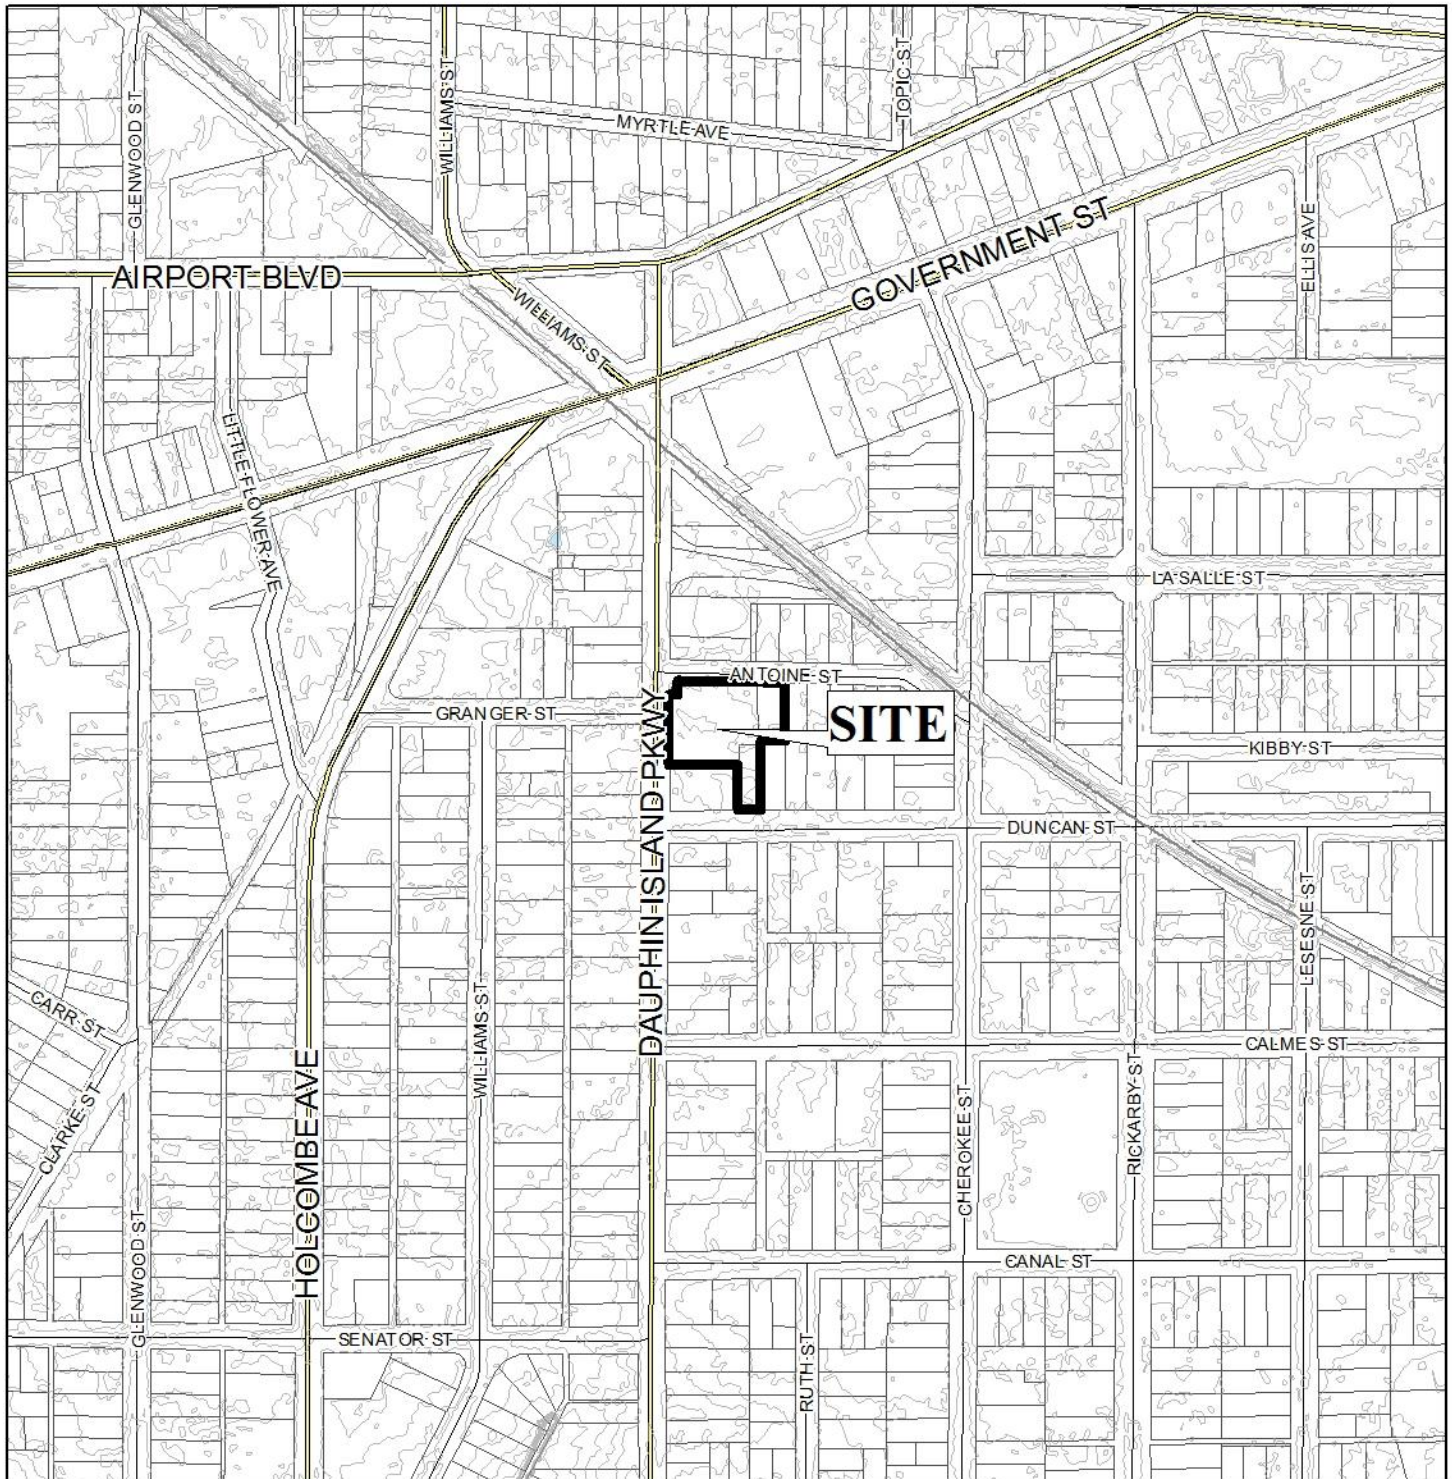 GLENWOOD ST
WILLIAMS ST
TOPIC ST
MYRTLE AVE
AIRPORT BLVD
WILLIAMS ST
GOVERNMENT ST
ELLIS AVE
LITTLE FLOWER AVE
LA SALLE ST
ANTOINE ST
GRANGER ST
SITE
KIBBY ST
DAUPHIN ISLAND PKWY
DUNCAN ST
LESESNE ST
CARR ST
WILLIAMS ST
CALMES ST
CLARKE ST
HOLCOMBE AVE
CHEROKEE ST
RICKARBY ST
GLENWOOD ST
CANAL ST
SENATOR ST
RUTH ST